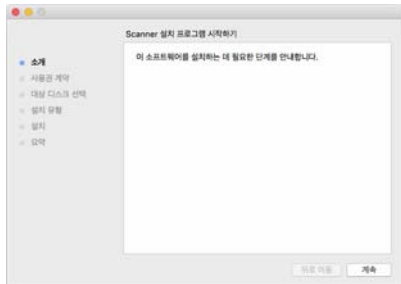 Scanner 설치 프로그램 시작하기
이 소프트웨어를 설치하는 데 필요한 단계를 안내합니다.
소개
사용권 계약
대상 디스크 선택
설치 유형
설치
요약
뒤로 이동
계속